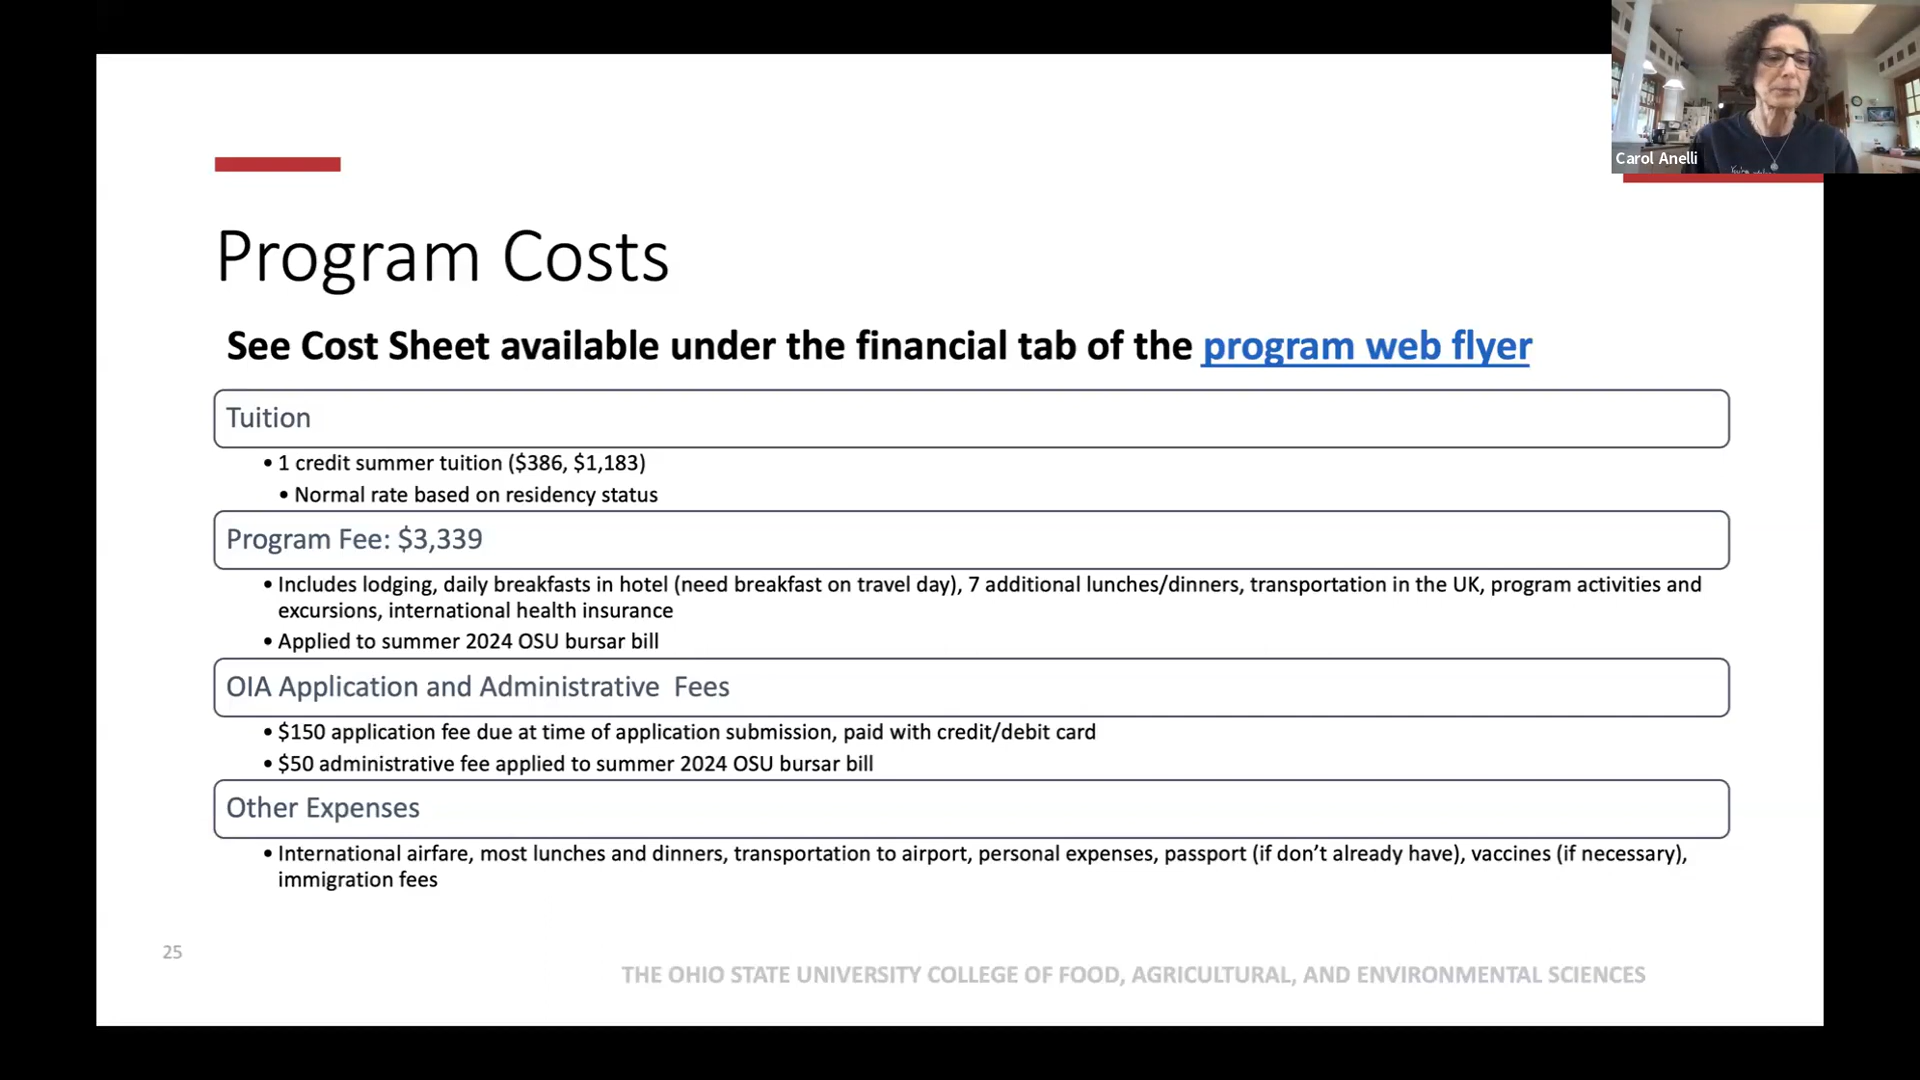 Carol Anelli
Program Costs
See Cost Sheet available under the financial tab of the program web flyer
Tuition
• 1 credit summer tuition ($386, $1,183)
• Normal rate based on residency status
Program Fee: $3,339
• Includes lodging, daily breakfasts in hotel (need breakfast on travel day), 7 additional lunches/dinners, transportation in the UK, program activities and
excursions, international health insurance
• Applied to summer 2024 OSU bursar bill
OIA Application and Administrative  Fees
• $150 application fee due at time of application submission, paid with credit/debit card
• $50 administrative fee applied to summer 2024 OSU bursar bill
Other Expenses
• International airfare, most lunches and dinners, transportation to airport, personal expenses, passport (if don’t already have), vaccines (if necessary),
immigration fees
25
THE OHIO STATE UNIVERSITY COLLEGE OF FOOD, AGRICULTURAL, AND ENVIRONMENTAL SCIENCES